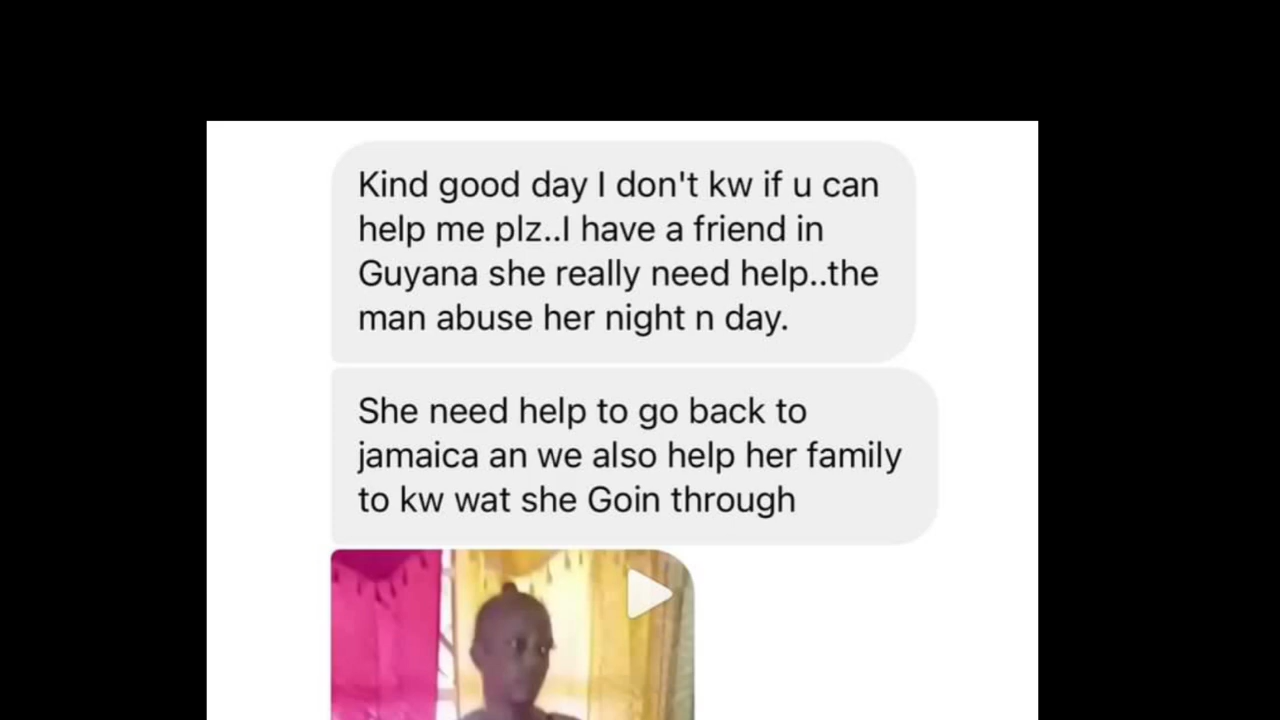 Kind good day I don't kw if u can
help me plz..I have a friend in
Guyana she really need help..the
man abuse her night n day.
She need help to go back to
jamaica an we also help her family
to kw wat she Goin through